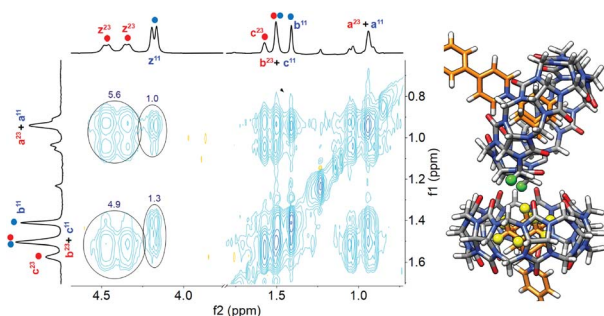 z²³ z²³ z¹¹
c²³ b²³ + c¹¹ b¹¹ a²³ + a¹¹
a²³ + a¹¹
b¹¹
b²³ + c¹¹
c²³
5.6 1.0
4.9 1.3
0.8
1.0
1.2
1.4
1.6
f1 (ppm)
4.5 4.0 1.5 1.0
f2 (ppm)